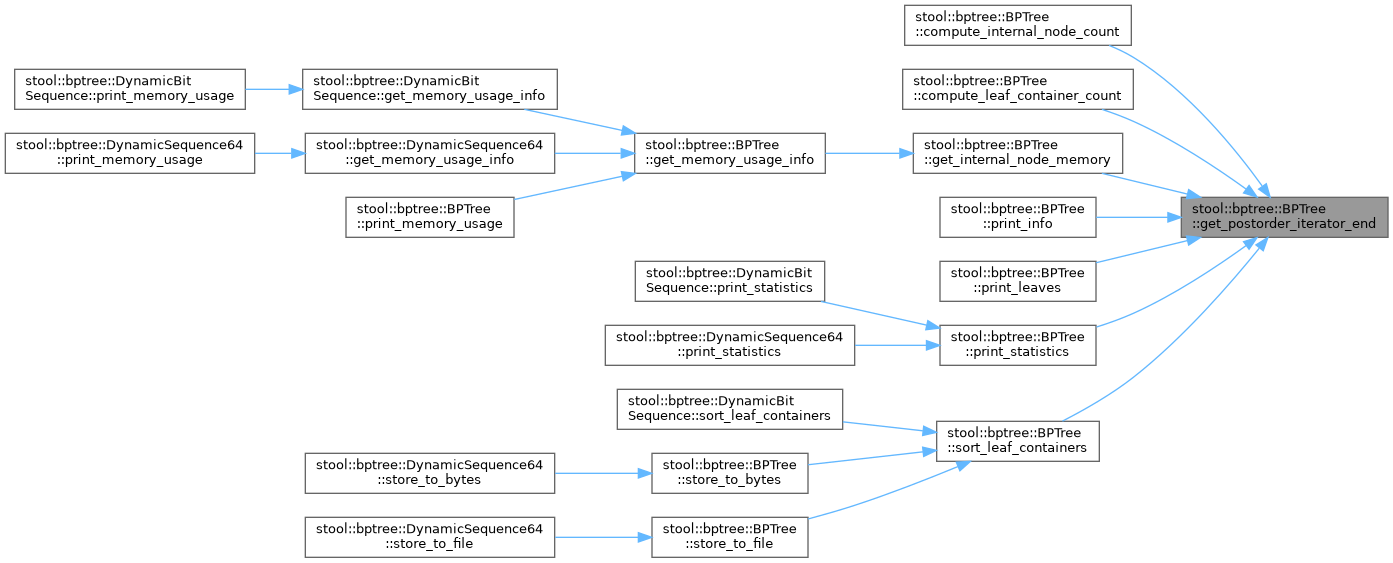 stool::bptree::BPTree
::compute_internal_node_count
stool::bptree::DynamicBit
Sequence::print_memory_usage
stool::bptree::DynamicBit
Sequence::get_memory_usage_info
stool::bptree::BPTree
::compute_leaf_container_count
stool::bptree::DynamicSequence64
::print_memory_usage
stool::bptree::DynamicSequence64
::get_memory_usage_info
stool::bptree::BPTree
::get_memory_usage_info
stool::bptree::BPTree
::get_internal_node_memory
stool::bptree::BPTree
::print_memory_usage
stool::bptree::BPTree
::print_info
stool::bptree::BPTree
::get_postorder_iterator_end
stool::bptree::DynamicBit
Sequence::print_statistics
stool::bptree::BPTree
::print_leaves
stool::bptree::DynamicSequence64
::print_statistics
stool::bptree::BPTree
::print_statistics
stool::bptree::DynamicBit
Sequence::sort_leaf_containers
stool::bptree::BPTree
::sort_leaf_containers
stool::bptree::DynamicSequence64
::store_to_bytes
stool::bptree::BPTree
::store_to_bytes
stool::bptree::DynamicSequence64
::store_to_file
stool::bptree::BPTree
::store_to_file